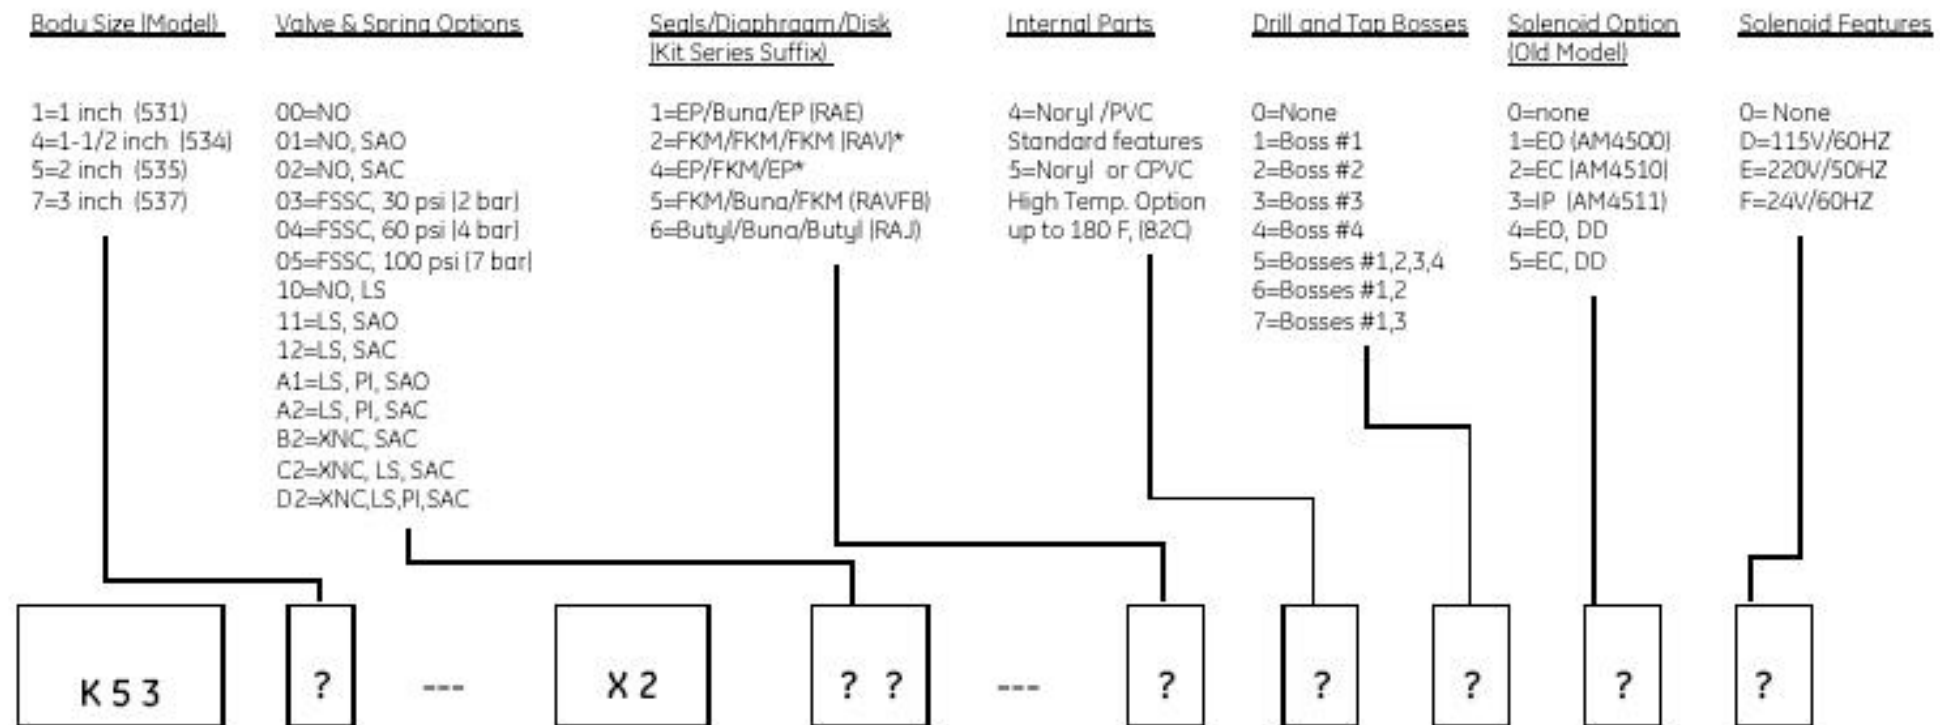 Body Size (Model)
1=1 inch (531)
4=1-1/2 inch (534)
5=2 inch (535)
7=3 inch (537)
Valve & Spring Options
00=NO
01=NO, SAO
02=NO, SAC
03=FSSC, 30 psi (2 bar)
04=FSSC, 60 psi (4 bar)
05=FSSC, 100 psi (7 bar)
10=NO, LS
11=LS, SAO
12=LS, SAC
A1=LS, PI, SAO
A2=LS, PI, SAC
B2=XNC, SAC
C2=XNC, LS, SAC
D2=XNC,LS,PI,SAC
Seals/Diaphragm/Disk
(Kit Series Suffix)
1=EP/Buna/EP (RAE)
2=FKM/FKM/FKM (RAV)*
4=EP/FKM/EP*
5=FKM/Buna/FKM (RAVFB)
6=Butyl/Buna/Butyl (RAJ)
Internal Parts
4=Noryl /PVC
Standard features
5=Noryl or CPVC
High Temp. Option
up to 180 F, (82C)
Drill and Tap Bosses
0=None
1=Boss #1
2=Boss #2
3=Boss #3
4=Boss #4
5=Bosses #1,2,3,4
6=Bosses #1,2
7=Bosses #1,3
Solenoid Option
(Old Model)
0=none
1=EO (AM4500)
2=EC (AM4510)
3=IP (AM4511)
4=EO, DD
5=EC, DD
Solenoid Features
0= None
D=115V/60HZ
E=220V/50HZ
F=24V/60HZ
K 5 3 ? --- X 2 ? ? --- ? ? ? ? ?